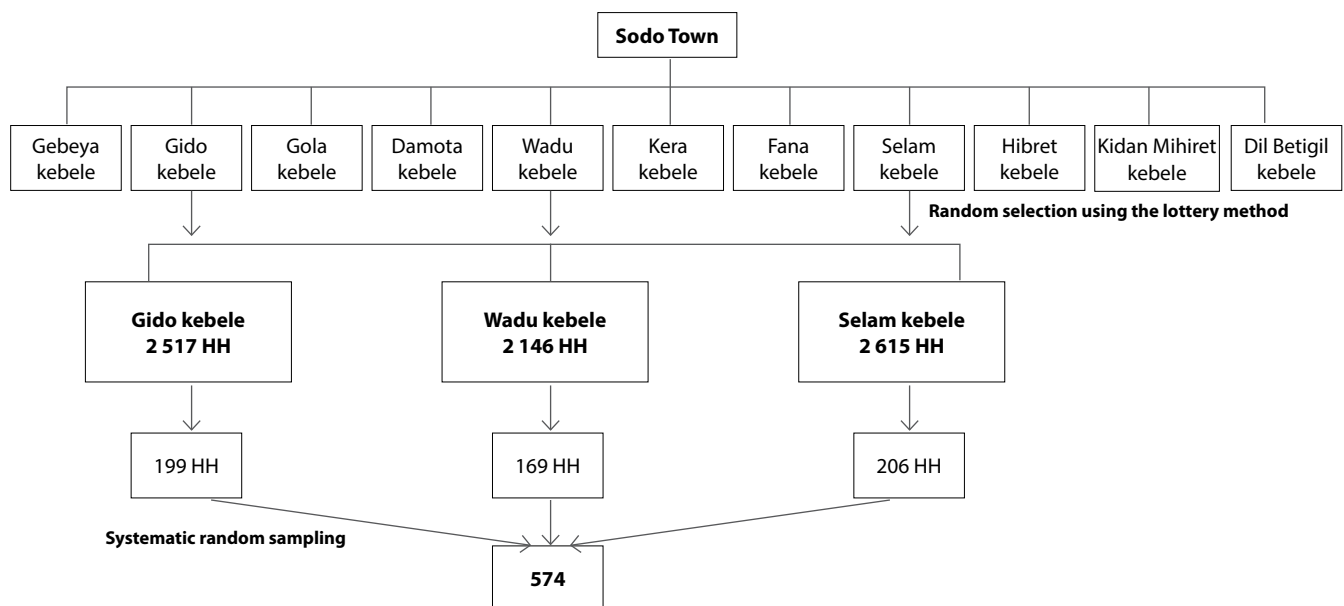 Sodo Town
Gebeya
kebele
Gido
kebele
Gola
kebele
Damota
kebele
Wadu
kebele
Kera
kebele
Fana
kebele
Selam
kebele
Hibret
kebele
Kidan Mihiret
kebele
Dil Betigil
kebele
Random selection using the lottery method
Gido kebele
2 517 HH
Wadu kebele
2 146 HH
Selam kebele
2 615 HH
199 HH
169 HH
206 HH
Systematic random sampling
574